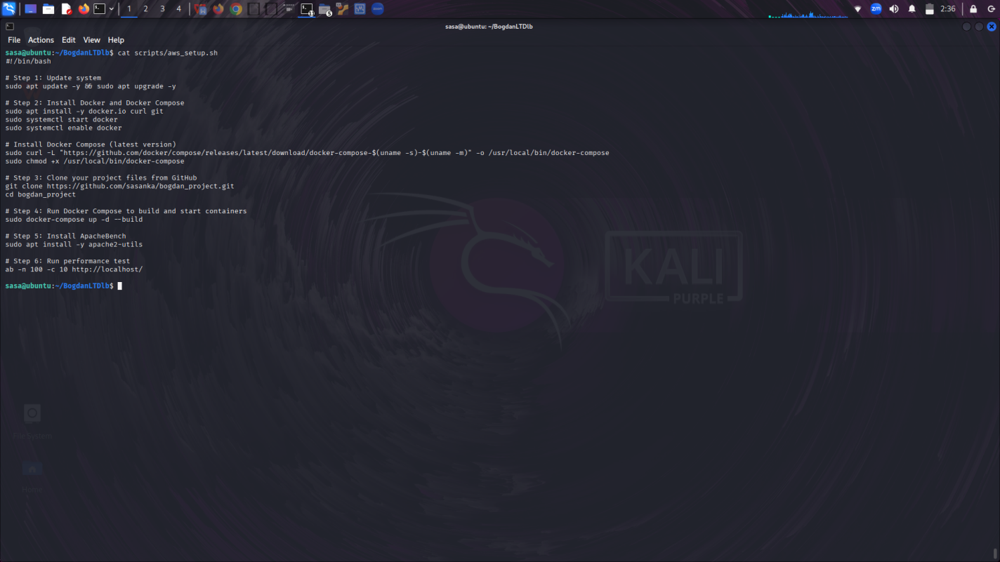 1 2 3 4
11
5
zm
zoom
2:36
sasa@ubuntu: ~/BogdanLTDlb
File Actions Edit View Help
sasa@ubuntu:~/BogdanLTDlb$ cat scripts/aws_setup.sh
#!/bin/bash
# Step 1: Update system
sudo apt update -y && sudo apt upgrade -y
# Step 2: Install Docker and Docker Compose
sudo apt install -y docker.io curl git
sudo systemctl start docker
sudo systemctl enable docker
# Install Docker Compose (latest version)
sudo curl -L "https://github.com/docker/compose/releases/latest/download/docker-compose-$(uname -s)-$(uname -m)" -o /usr/local/bin/docker-compose
sudo chmod +x /usr/local/bin/docker-compose
# Step 3: Clone your project files from GitHub
git clone https://github.com/sasanka/bogdan_project.git
cd bogdan_project
# Step 4: Run Docker Compose to build and start containers
sudo docker-compose up -d --build
# Step 5: Install ApacheBench
sudo apt install -y apache2-utils
# Step 6: Run performance test
ab -n 100 -c 10 http://localhost/
sasa@ubuntu:~/BogdanLTDlb$
KALI
PURPLE
File System
Home